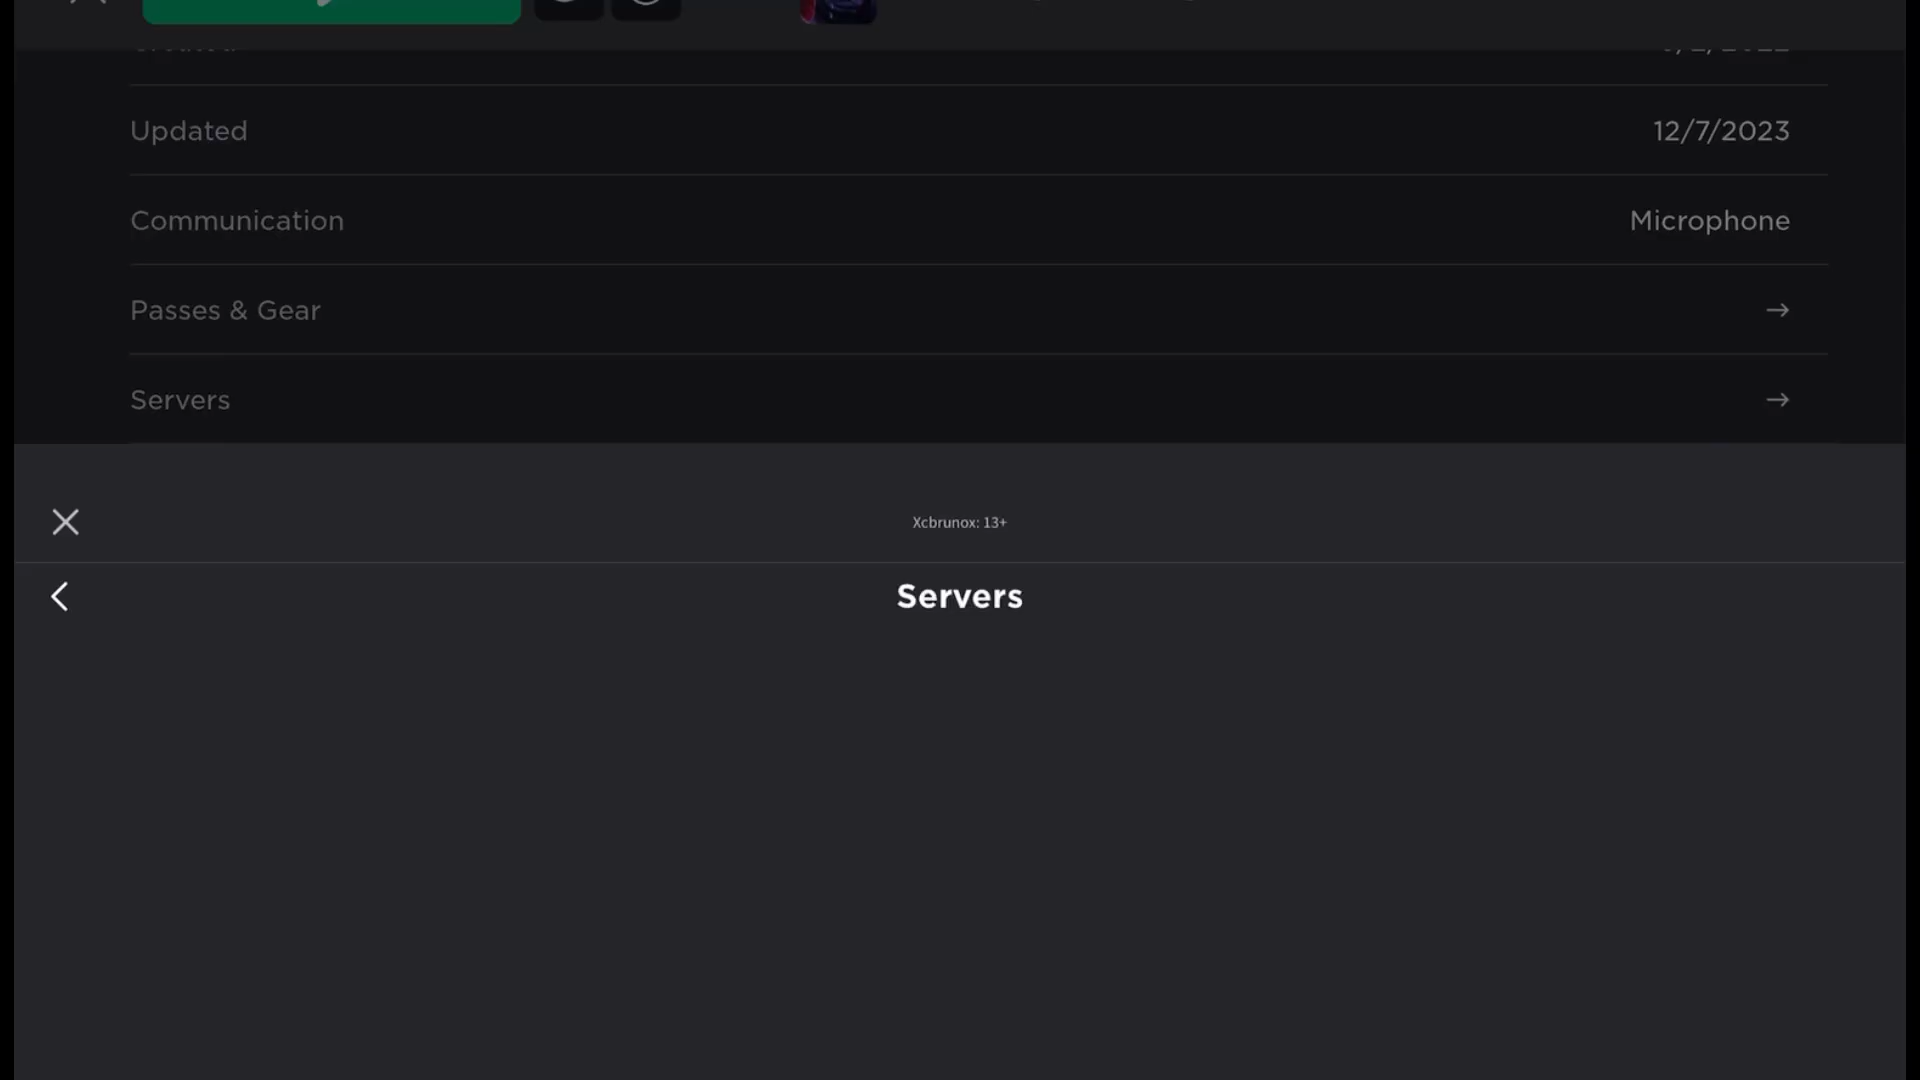 Updated
12/7/2023
Communication
Microphone
Passes & Gear
Servers
Xcbrunox: 13+
Servers